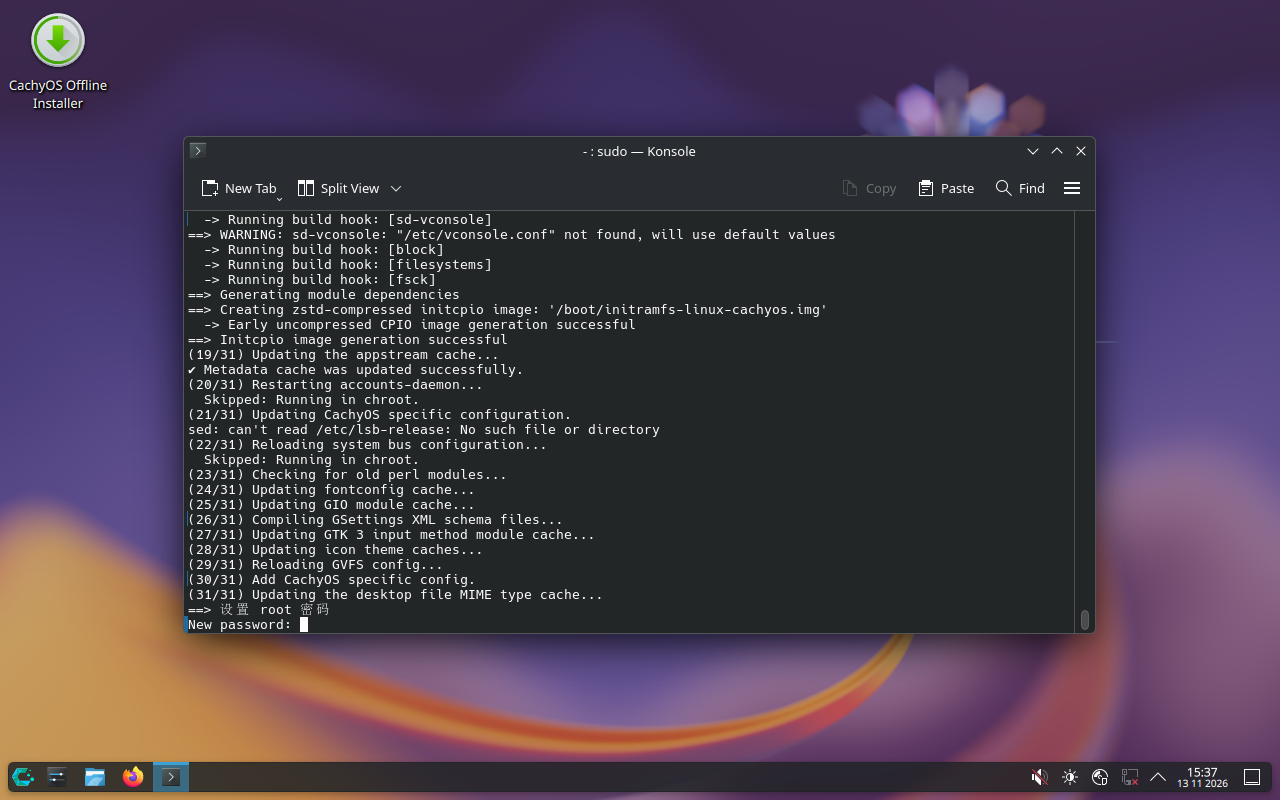 CachyOS Offline
Installer
- : sudo — Konsole
New Tab
Split View
Copy
Paste
Find
-> Running build hook: [sd-vconsole]
==> WARNING: sd-vconsole: "/etc/vconsole.conf" not found, will use default values
-> Running build hook: [block]
-> Running build hook: [filesystems]
-> Running build hook: [fsck]
==> Generating module dependencies
==> Creating zstd-compressed initcpio image: '/boot/initramfs-linux-cachyos.img'
-> Early uncompressed CPIO image generation successful
==> Initcpio image generation successful
(19/31) Updating the appstream cache...
✔ Metadata cache was updated successfully.
(20/31) Restarting accounts-daemon...
Skipped: Running in chroot.
(21/31) Updating CachyOS specific configuration.
sed: can't read /etc/lsb-release: No such file or directory
(22/31) Reloading system bus configuration...
Skipped: Running in chroot.
(23/31) Checking for old perl modules...
(24/31) Updating fontconfig cache...
(25/31) Updating GIO module cache...
(26/31) Compiling GSettings XML schema files...
(27/31) Updating GTK 3 input method module cache...
(28/31) Updating icon theme caches...
(29/31) Reloading GVFS config...
(30/31) Add CachyOS specific config.
(31/31) Updating the desktop file MIME type cache...
==> 设置 root 密码
New password:
15:37
13 11 2026